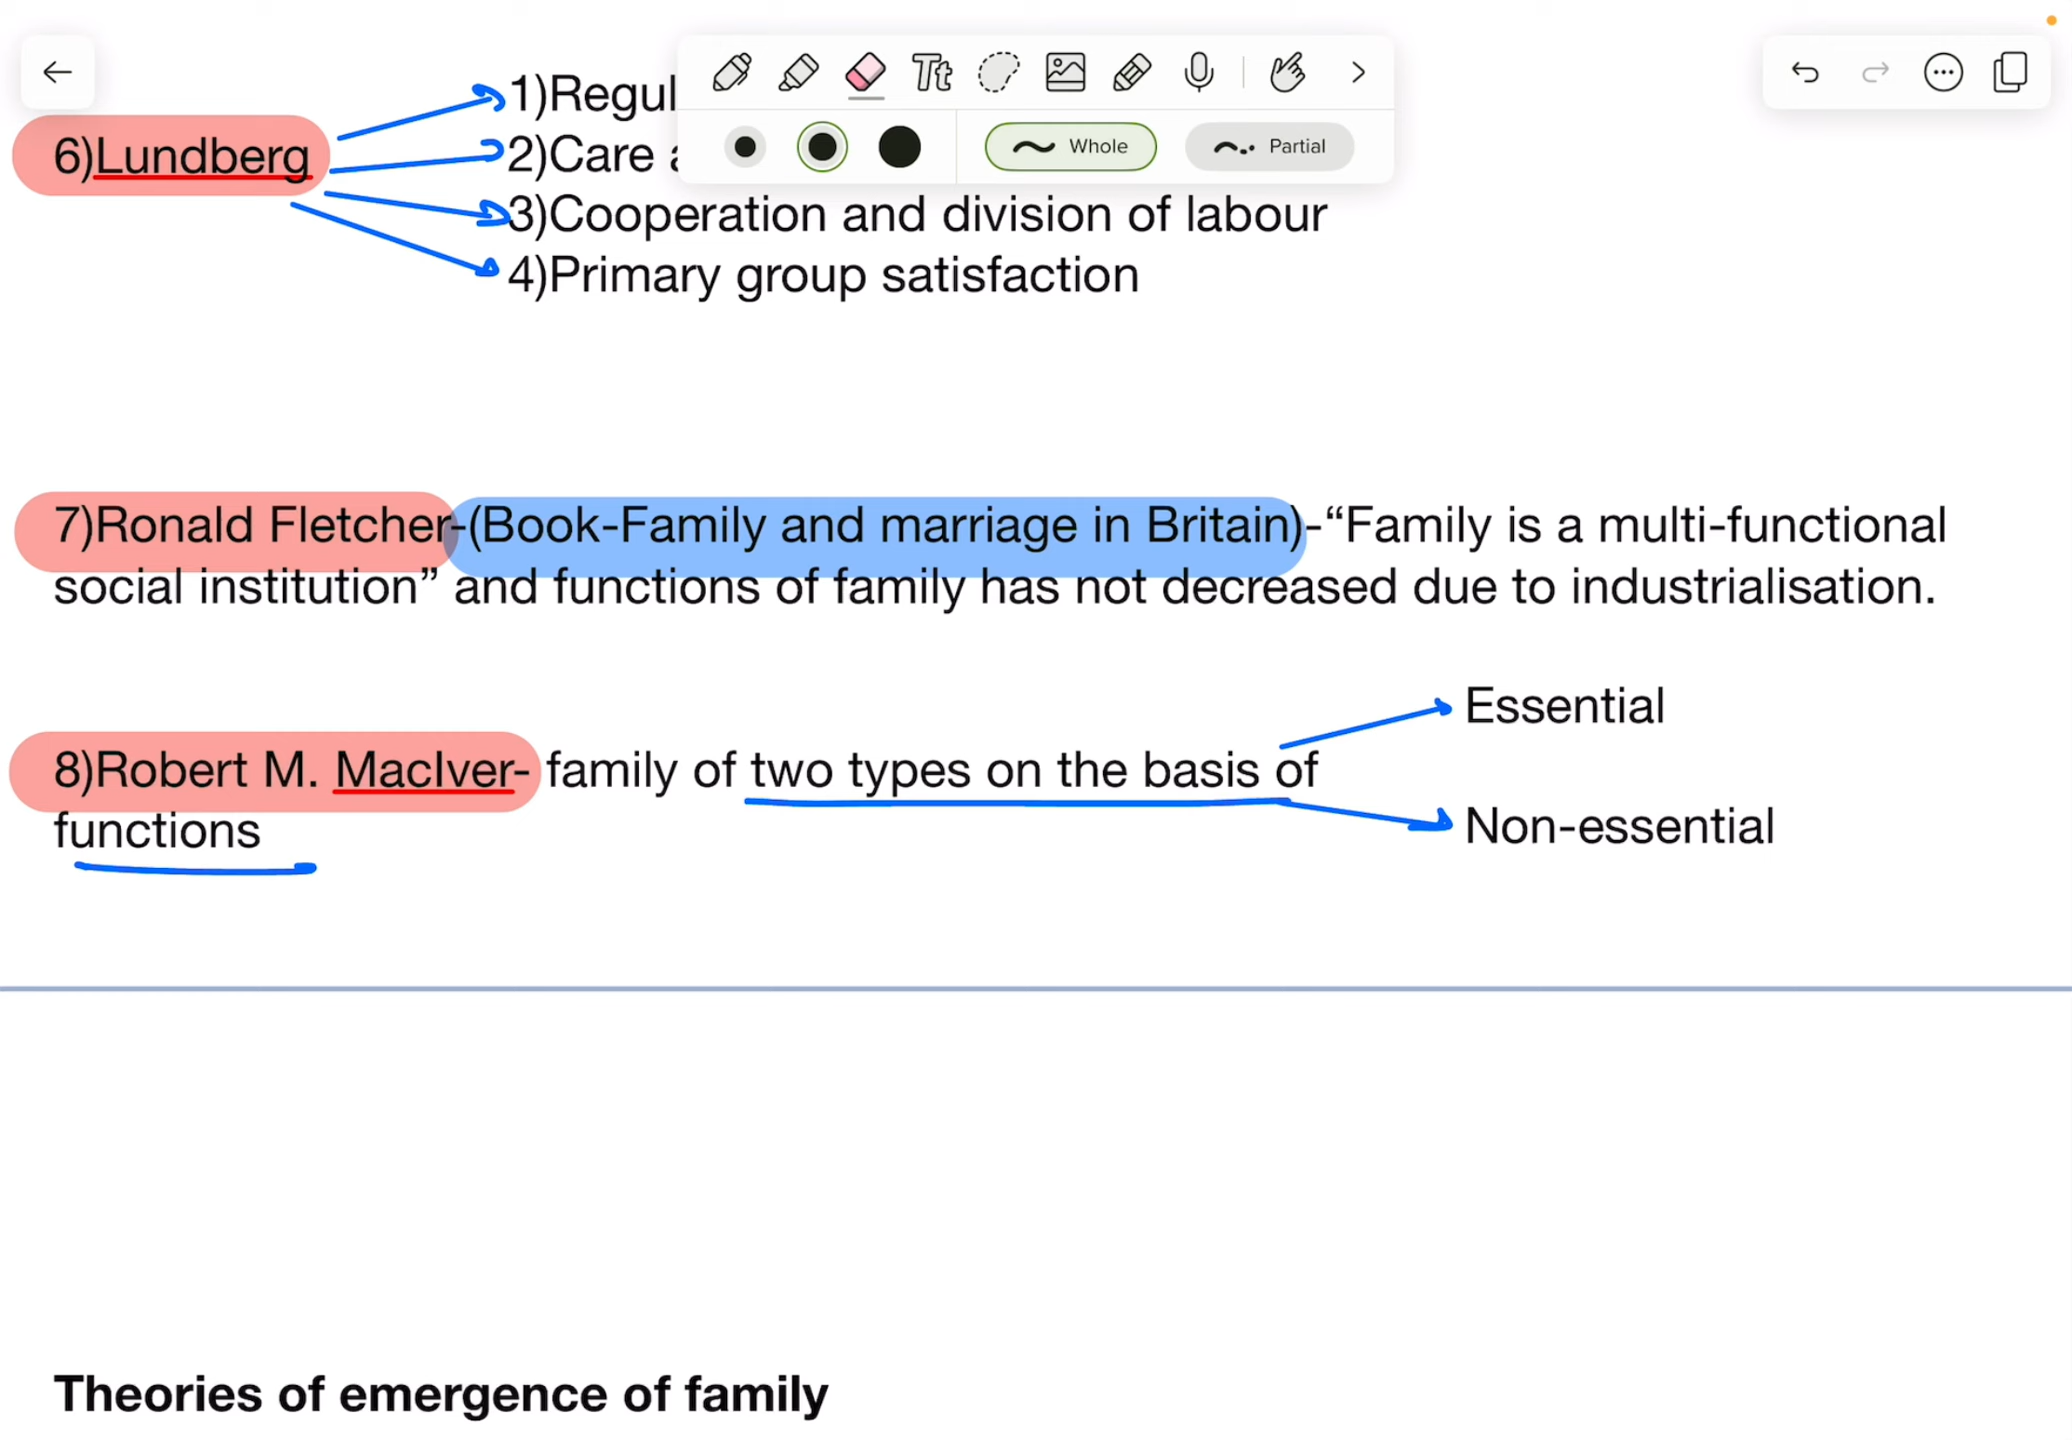 1)Regul
6)Lundberg
2)Care
3)Cooperation and division of labour
4)Primary group satisfaction
Whole
Partial
7)Ronald Fletcher-(Book-Family and marriage in Britain)-“Family is a multi-functional
social institution” and functions of family has not decreased due to industrialisation.
Essential
8)Robert M. MacIver- family of two types on the basis of
functions
Non-essential
Theories of emergence of family